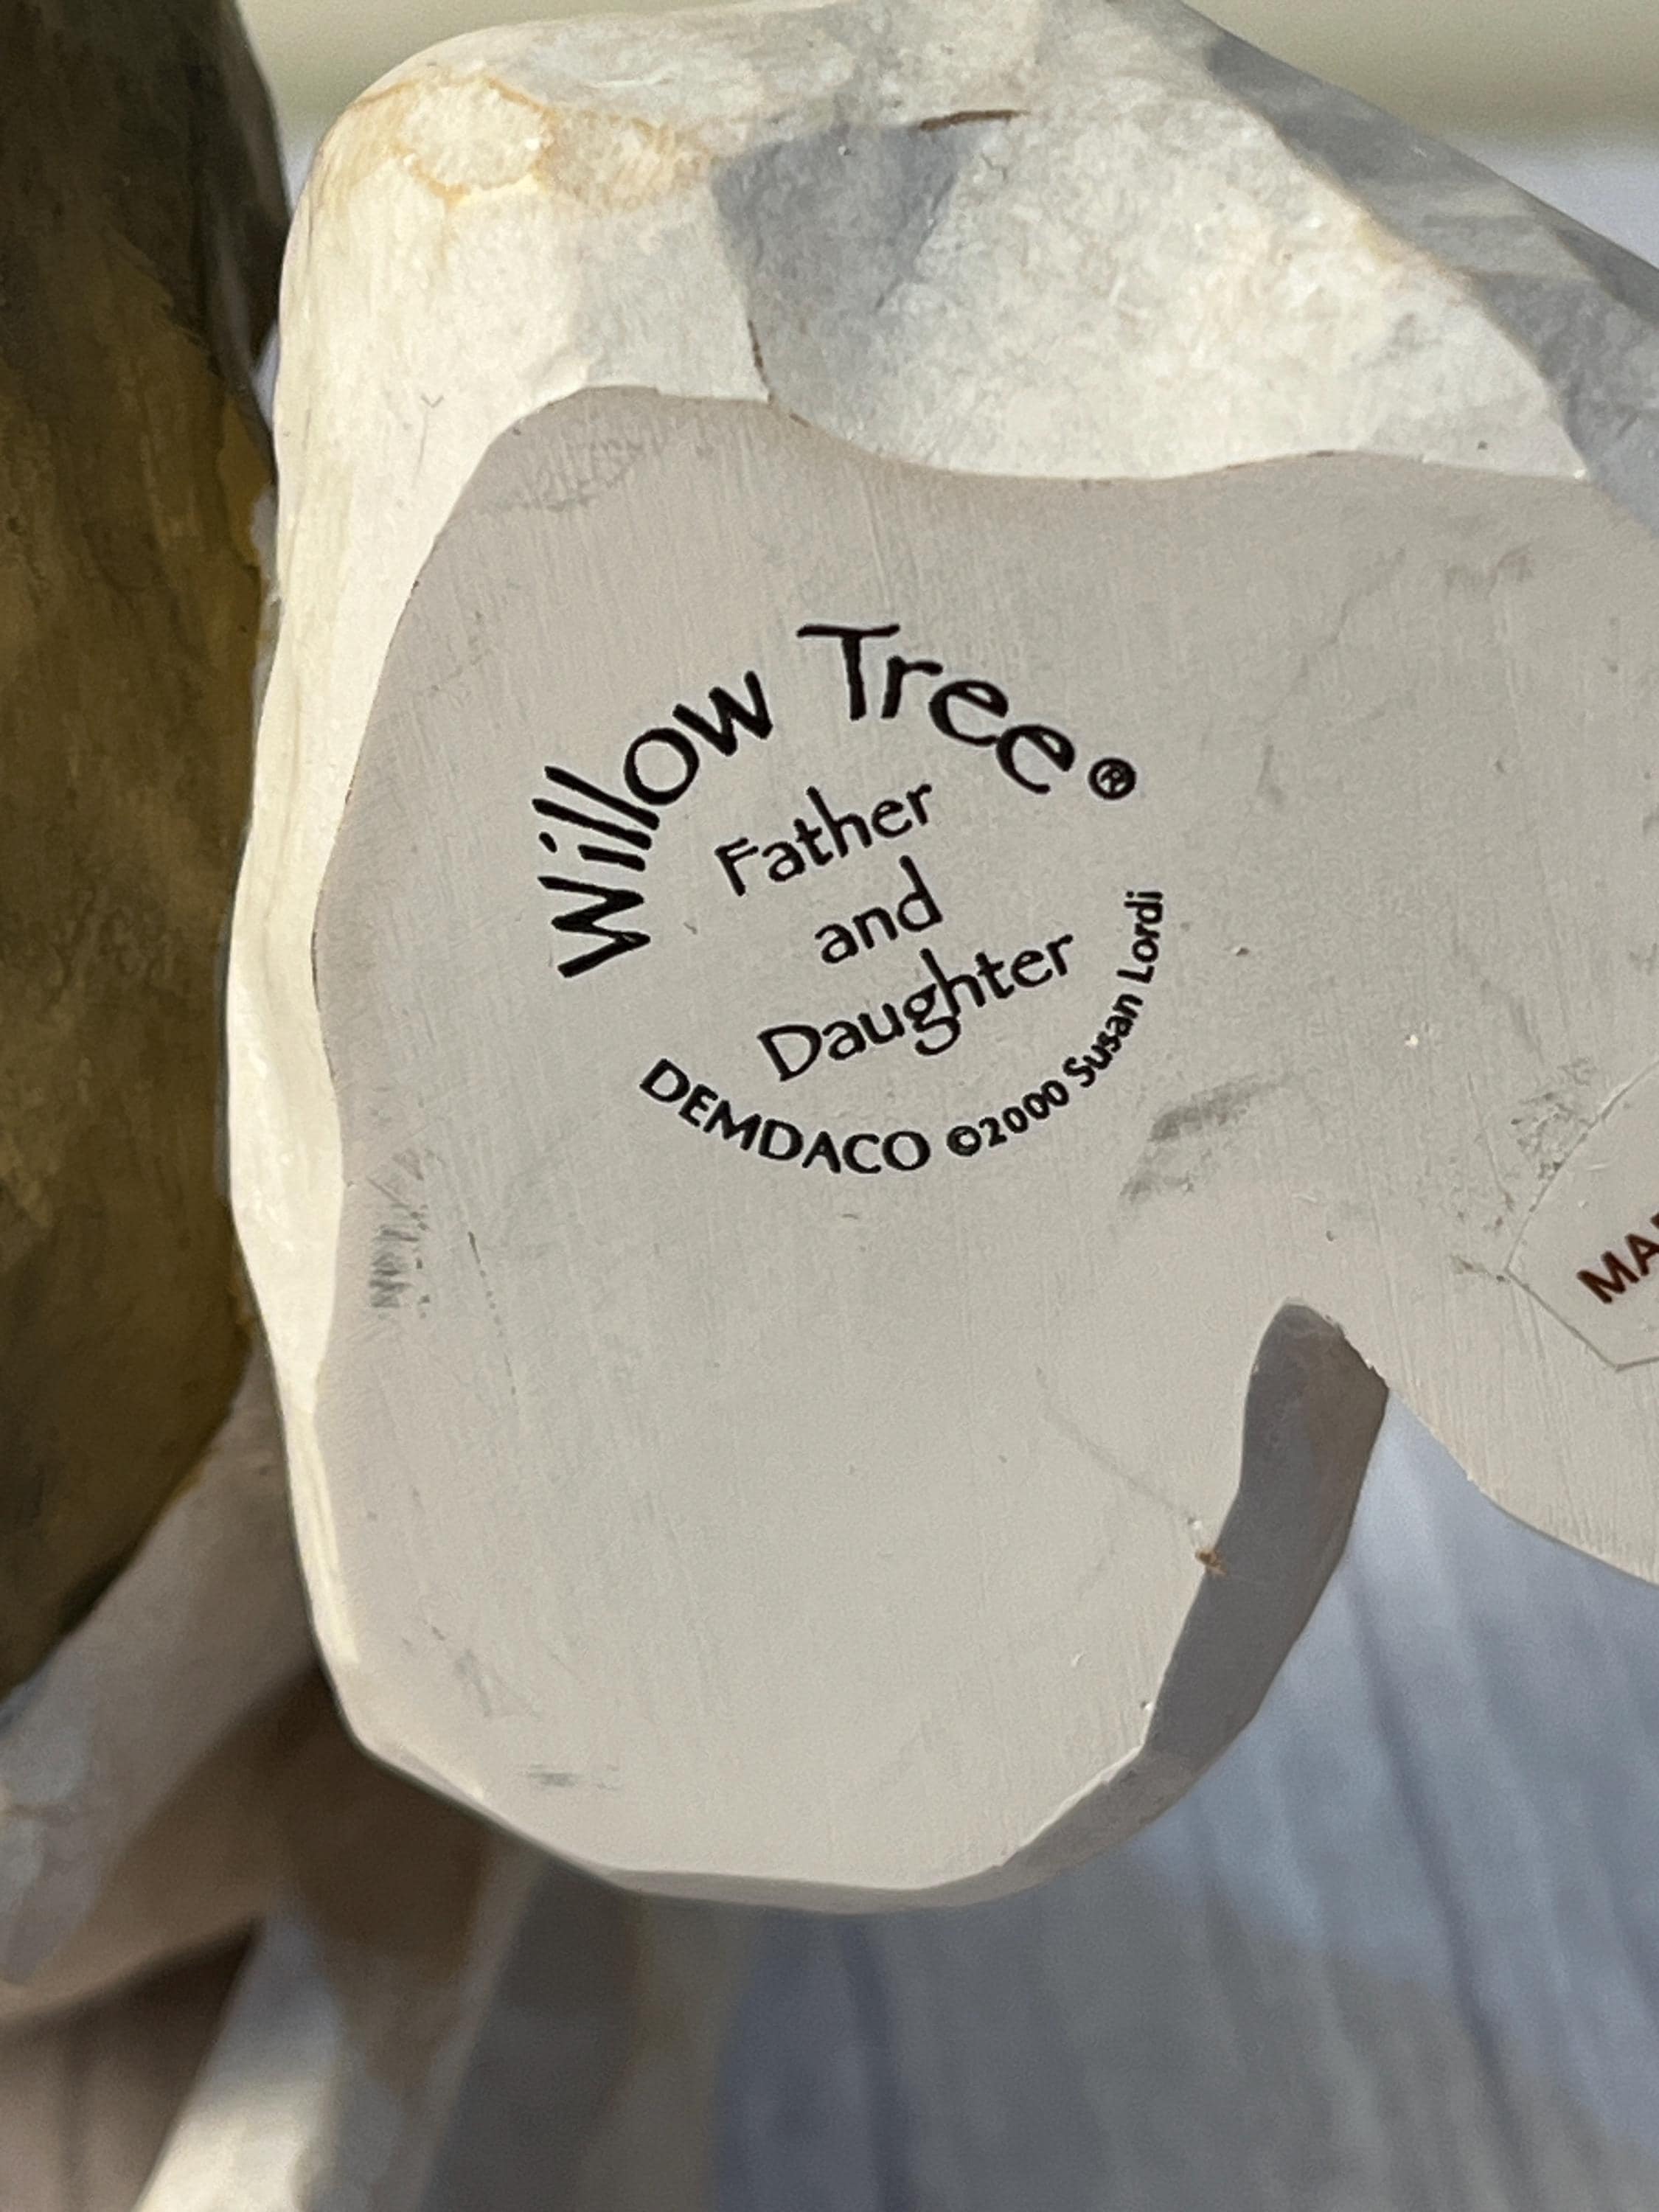 Willow Tree®
Father
and
Daughter
DEMDACO ©2000 Susan Lordi